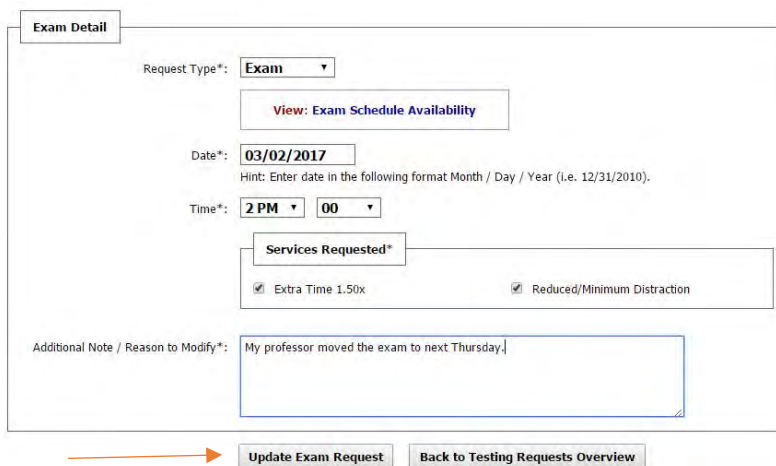 Exam Detail
Request Type*: Exam
View: Exam Schedule Availability
Date*: 03/02/2017
Hint: Enter date in the following format Month / Day / Year (i.e. 12/31/2010).
Time*: 2 PM 00
Services Requested*
Extra Time 1.50x Reduced/Minimum Distraction
Additional Note / Reason to Modify*: My professor moved the exam to next Thursday.
Update Exam Request Back to Testing Requests Overview